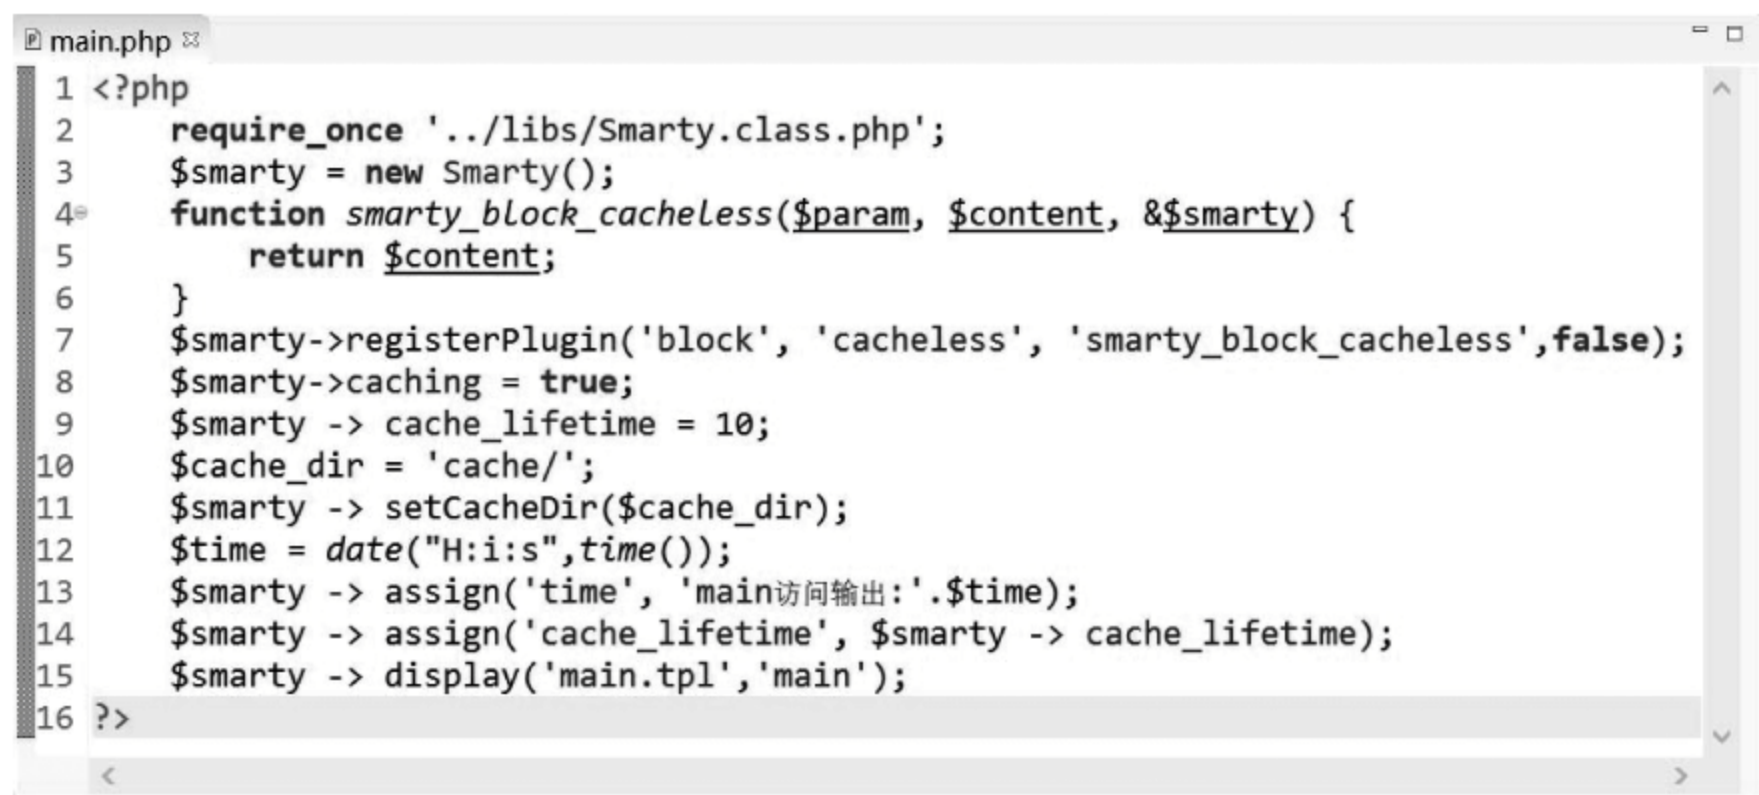 main.php
1 <?php
2 require_once '../libs/Smarty.class.php';
3 $smarty = new Smarty();
4 function smarty_block_cacheless($param, $content, &$smarty) {
5 return $content;
6 }
7 $smarty->registerPlugin('block', 'cacheless', 'smarty_block_cacheless',false);
8 $smarty->caching = true;
9 $smarty -> cache_lifetime = 10;
10 $cache_dir = 'cache/';
11 $smarty -> setCacheDir($cache_dir);
12 $time = date("H:i:s",time());
13 $smarty -> assign('time', 'main访问输出:'.$time);
14 $smarty -> assign('cache_lifetime', $smarty -> cache_lifetime);
15 $smarty -> display('main.tpl','main');
16 ?>